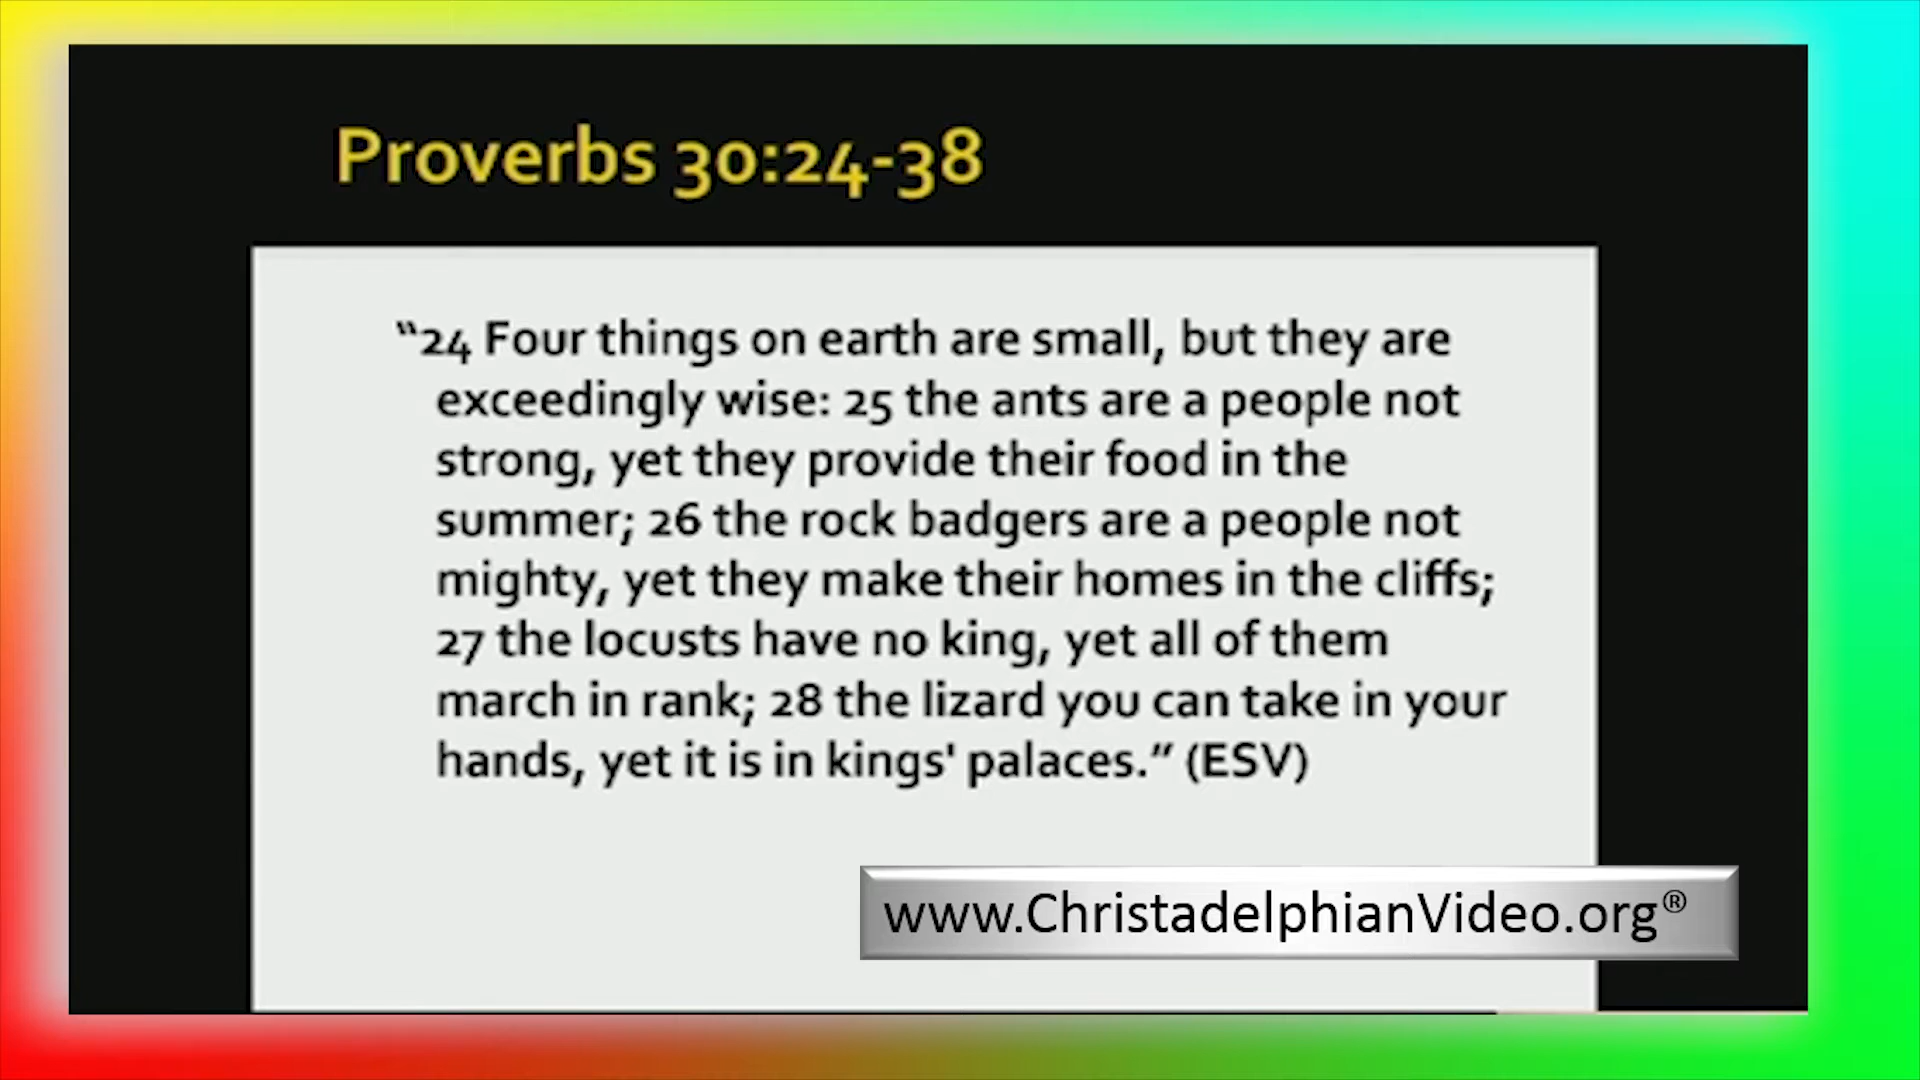 Proverbs 30:24-38
“24 Four things on earth are small, but they are
exceedingly wise: 25 the ants are a people not
strong, yet they provide their food in the
summer; 26 the rock badgers are a people not
mighty, yet they make their homes in the cliffs;
27 the locusts have no king, yet all of them
march in rank; 28 the lizard you can take in your
hands, yet it is in kings' palaces.” (ESV)
www.ChristadelphianVideo.org®